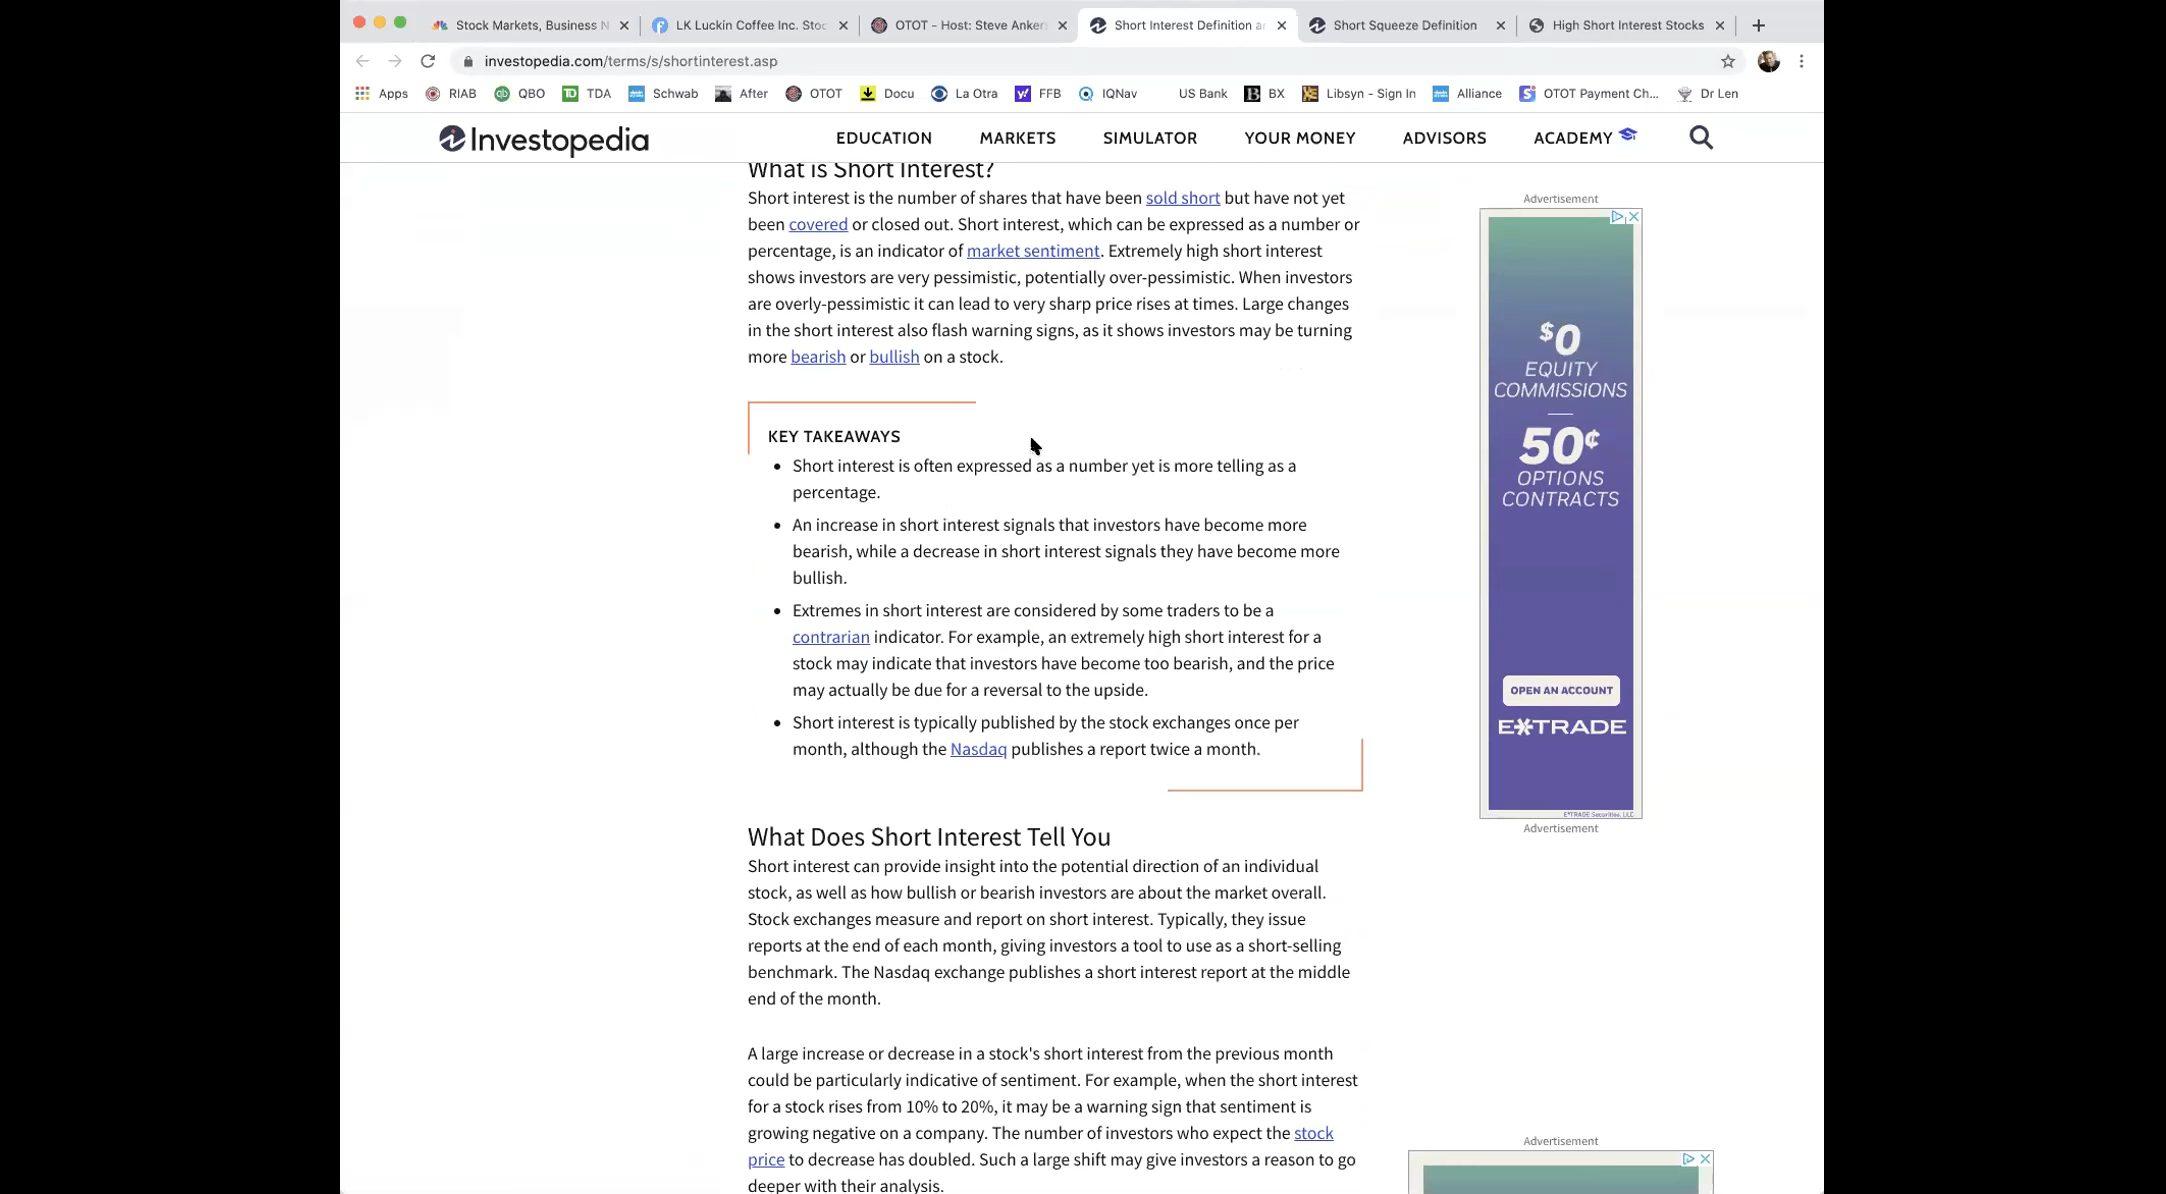 Stock Markets, Business N
LK Luckin Coffee Inc. Stoc
OTOT - Host: Steve Anker
Short Interest Definition a
Short Squeeze Definition
High Short Interest Stocks
investopedia.com/terms/s/shortinterest.asp
Apps RIAB QBO TDA Schwab After OTOT Docu La Otra FFB IQNav US Bank BX Libsyn - Sign In Alliance OTOT Payment Ch... Dr Len
Investopedia
EDUCATION MARKETS SIMULATOR YOUR MONEY ADVISORS ACADEMY
What is Short Interest?
Short interest is the number of shares that have been sold short but have not yet
been covered or closed out. Short interest, which can be expressed as a number or
percentage, is an indicator of market sentiment. Extremely high short interest
shows investors are very pessimistic, potentially over-pessimistic. When investors
are overly-pessimistic it can lead to very sharp price rises at times. Large changes
in the short interest also flash warning signs, as it shows investors may be turning
more bearish or bullish on a stock.
KEY TAKEAWAYS
• Short interest is often expressed as a number yet is more telling as a
percentage.
• An increase in short interest signals that investors have become more
bearish, while a decrease in short interest signals they have become more
bullish.
• Extremes in short interest are considered by some traders to be a
contrarian indicator. For example, an extremely high short interest for a
stock may indicate that investors have become too bearish, and the price
may actually be due for a reversal to the upside.
• Short interest is typically published by the stock exchanges once per
month, although the Nasdaq publishes a report twice a month.
What Does Short Interest Tell You
Short interest can provide insight into the potential direction of an individual
stock, as well as how bullish or bearish investors are about the market overall.
Stock exchanges measure and report on short interest. Typically, they issue
reports at the end of each month, giving investors a tool to use as a short-selling
benchmark. The Nasdaq exchange publishes a short interest report at the middle
end of the month.
A large increase or decrease in a stock's short interest from the previous month
could be particularly indicative of sentiment. For example, when the short interest
for a stock rises from 10% to 20%, it may be a warning sign that sentiment is
growing negative on a company. The number of investors who expect the stock
price to decrease has doubled. Such a large shift may give investors a reason to go
deeper with their analysis.
Advertisement
$0
EQUITY
COMMISSIONS
50¢
OPTIONS
CONTRACTS
OPEN AN ACCOUNT
E*TRADE
E*TRADE Securities, LLC
Advertisement
Advertisement